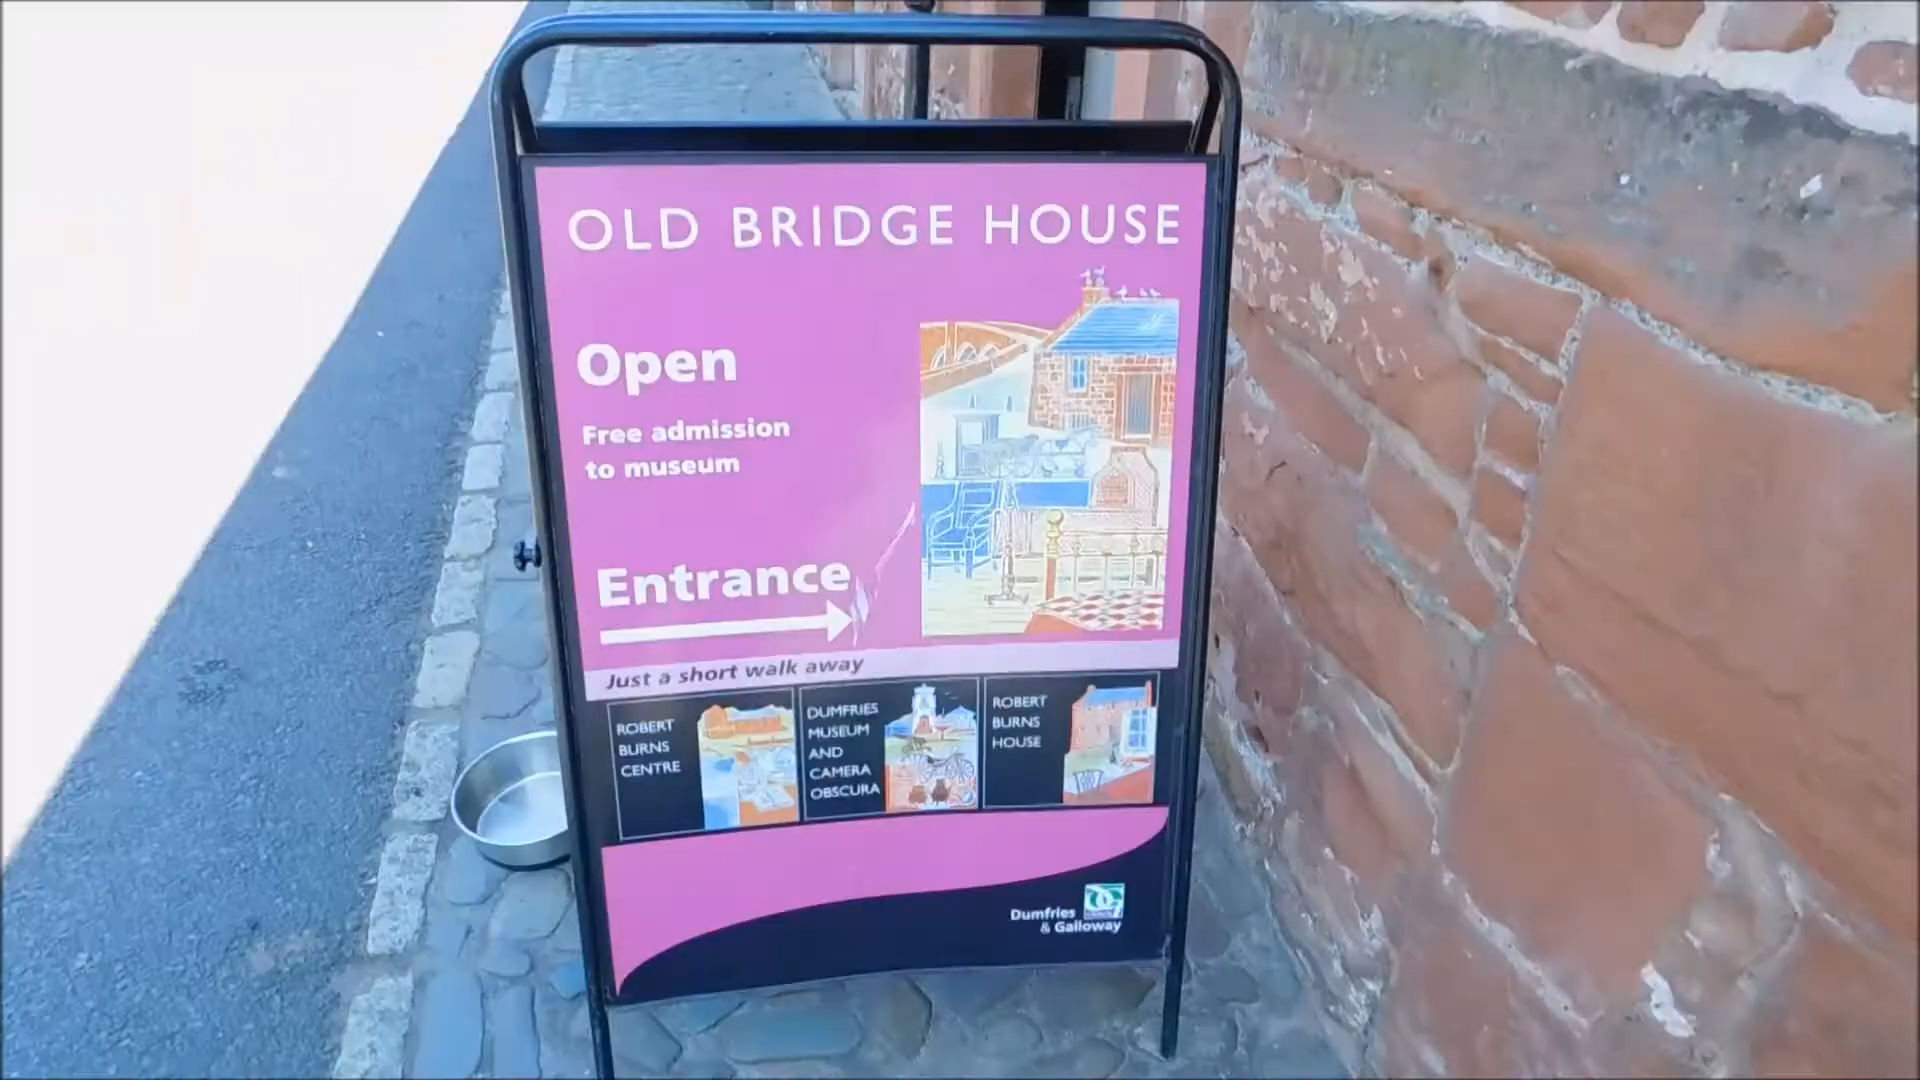 OLD BRIDGE HOUSE
Open
Free admission
to museum
Entrance
Just a short walk away
ROBERT
BURNS
CENTRE
DUMFRIES
MUSEUM
AND
CAMERA
OBSCURA
ROBERT
BURNS
HOUSE
Dumfries
& Galloway